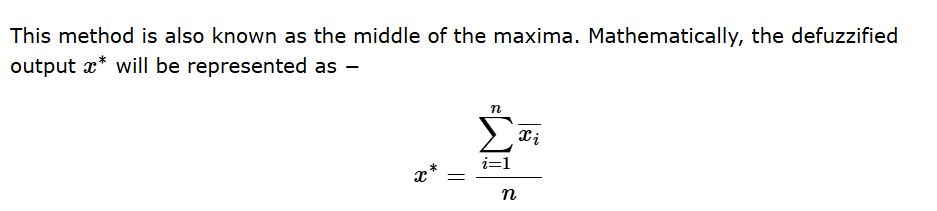 This method is also known as the middle of the maxima. Mathematically, the defuzzified
output x* will be represented as −
n
∑ x̅ᵢ
i=1
x* =
n